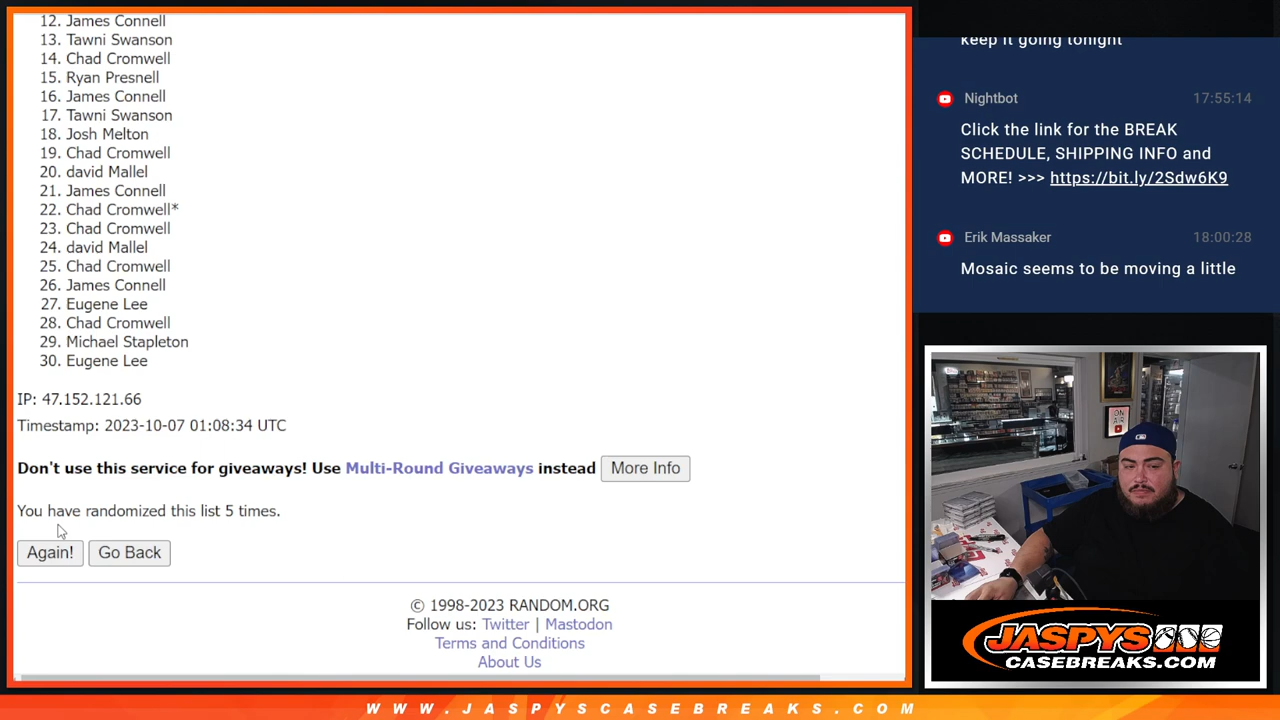 12. James Connell
13. Tawni Swanson
14. Chad Cromwell
15. Ryan Presnell
16. James Connell
17. Tawni Swanson
18. Josh Melton
19. Chad Cromwell
20. david Mallel
21. James Connell
22. Chad Cromwell*
23. Chad Cromwell
24. david Mallel
25. Chad Cromwell
26. James Connell
27. Eugene Lee
28. Chad Cromwell
29. Michael Stapleton
30. Eugene Lee
IP: 47.152.121.66
Timestamp: 2023-10-07 01:08:34 UTC
Don't use this service for giveaways! Use Multi-Round Giveaways instead More Info
You have randomized this list 5 times.
Again! Go Back
© 1998-2023 RANDOM.ORG
Follow us: Twitter | Mastodon
Terms and Conditions
About Us
keep it going tonight
Nightbot 17:55:14
Click the link for the BREAK
SCHEDULE, SHIPPING INFO and
MORE! >>> https://bit.ly/2Sdw6K9
Erik Massaker 18:00:28
Mosaic seems to be moving a little
ON
AIR
JASPYS
CASEBREAKS.COM
WWW.JASPYSCASEBREAKS.COM